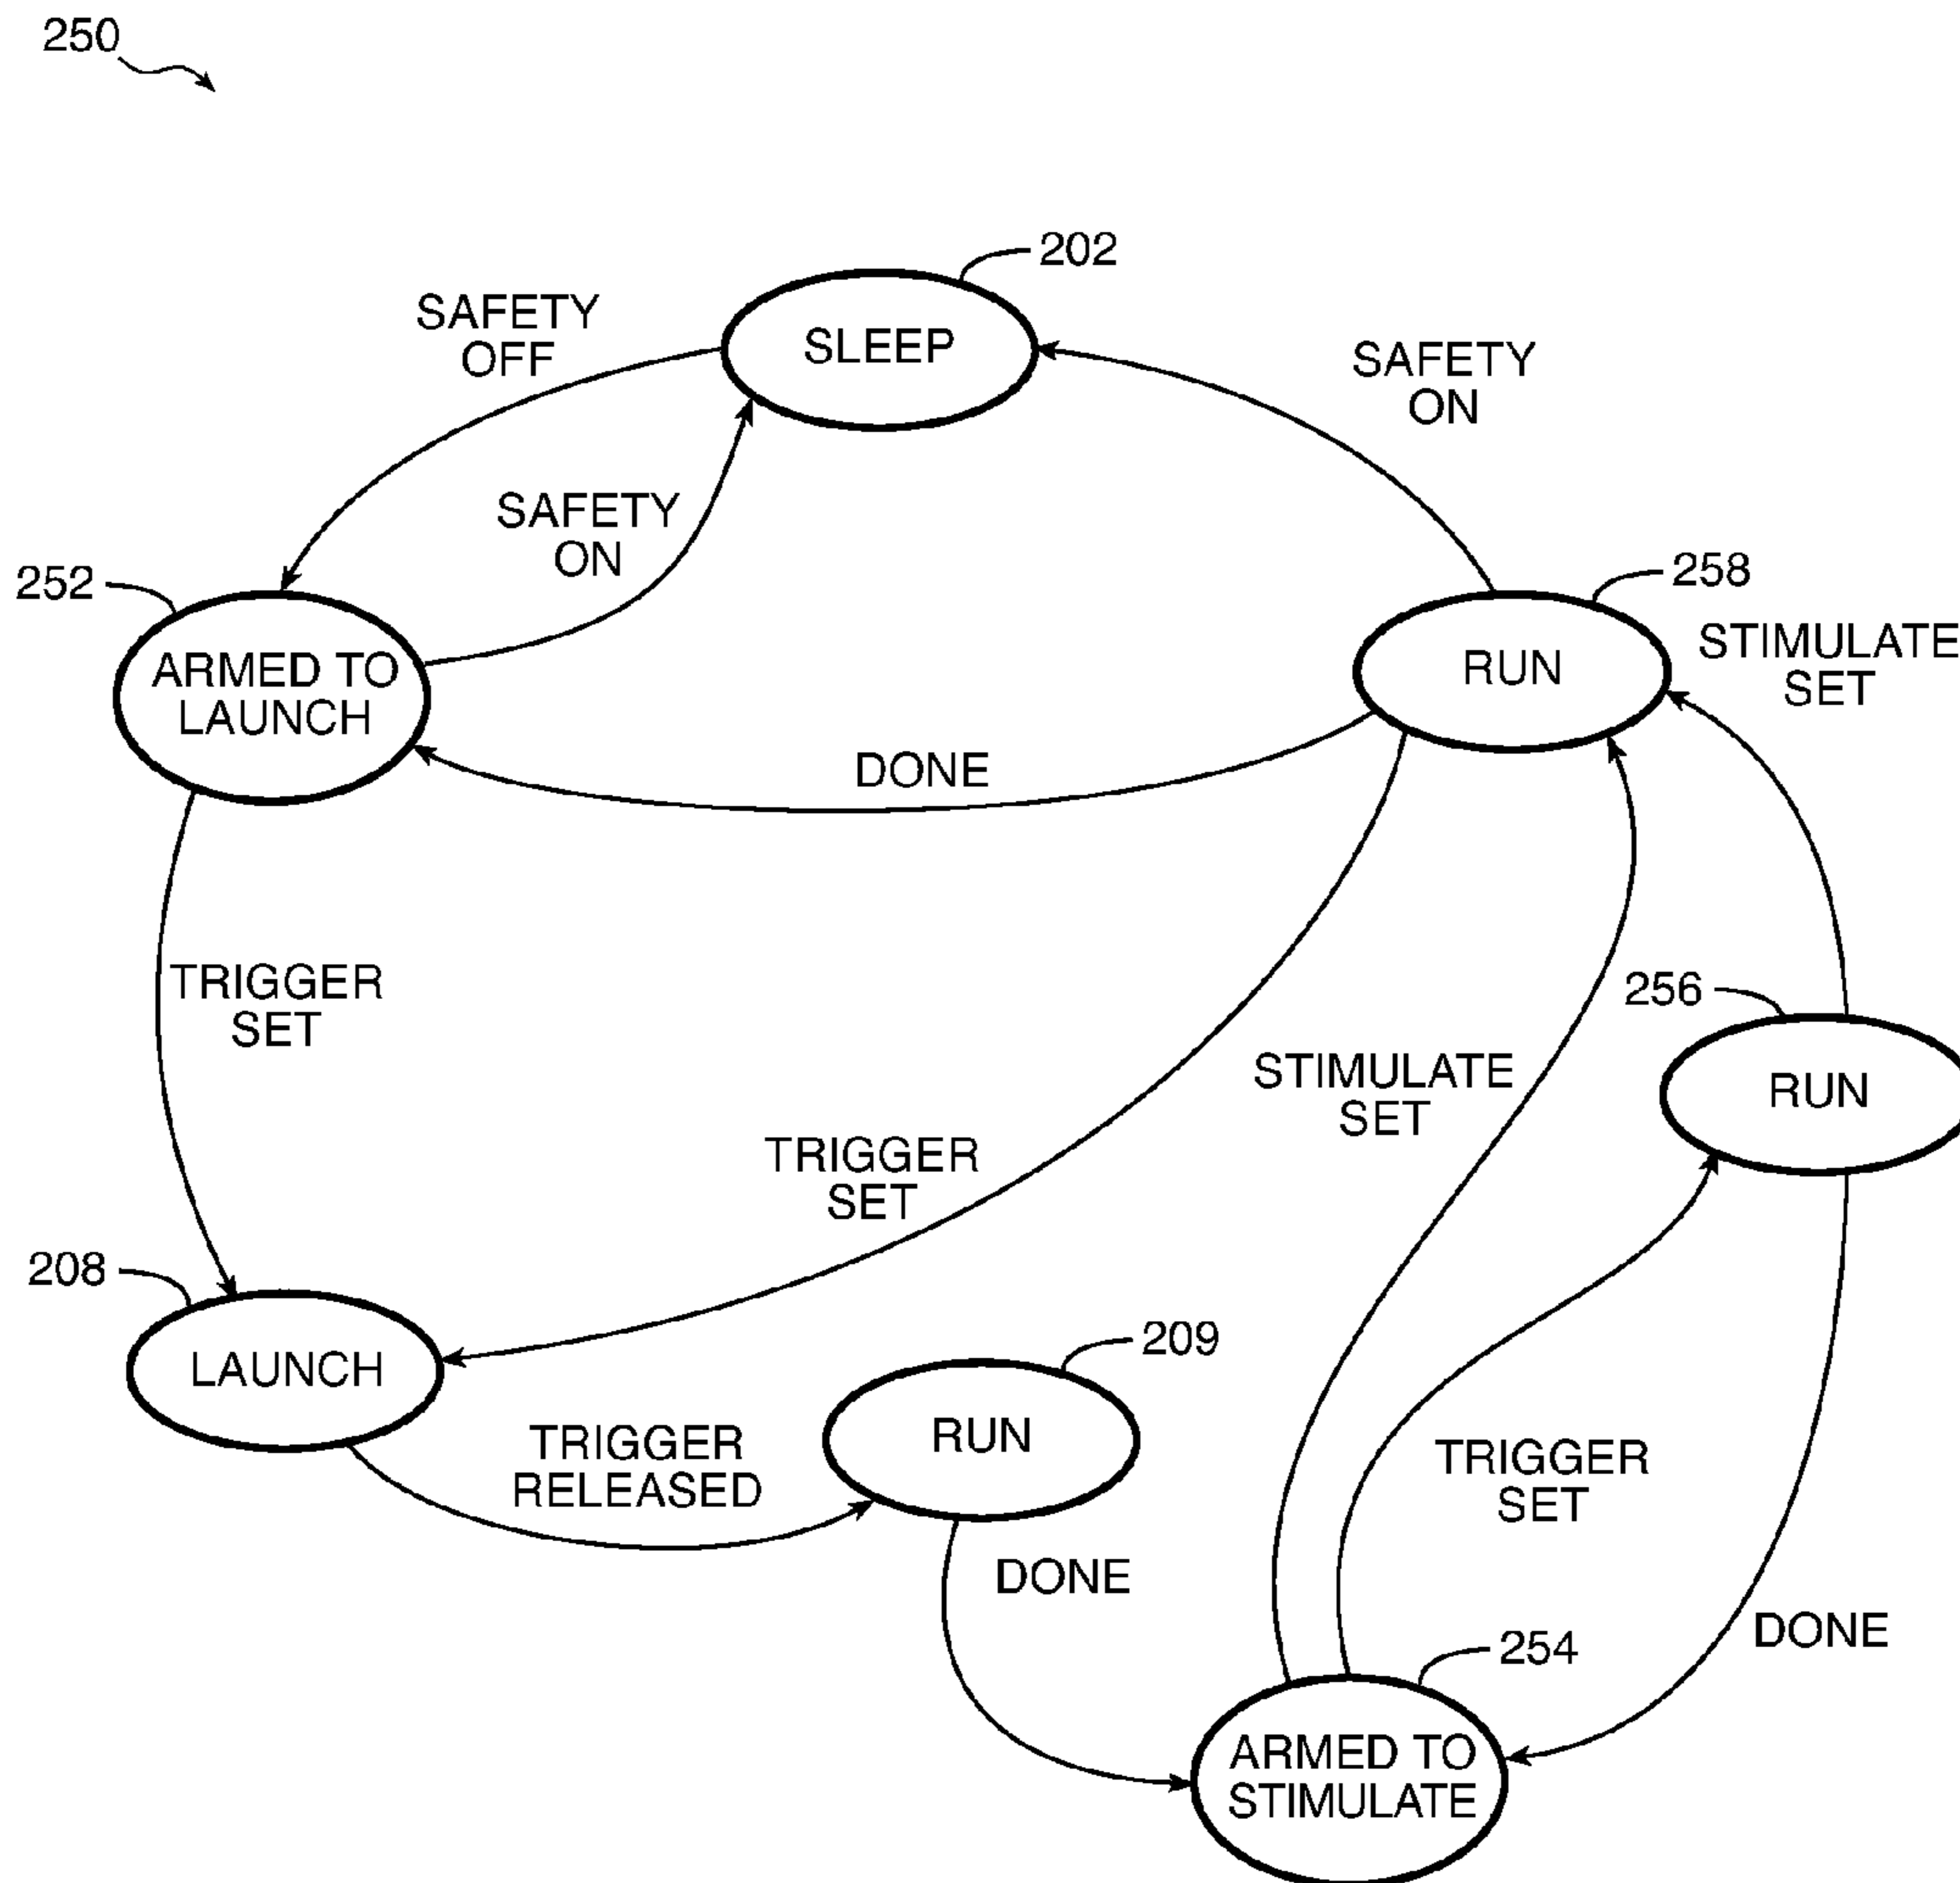 250
202
SAFETY
OFF
SLEEP
SAFETY
ON
SAFETY
ON
252
258
ARMED TO
LAUNCH
RUN
STIMULATE
SET
DONE
TRIGGER
SET
256
STIMULATE
SET
RUN
TRIGGER
SET
208
209
LAUNCH
RUN
TRIGGER
RELEASED
TRIGGER
SET
DONE
254
DONE
ARMED TO
STIMULATE